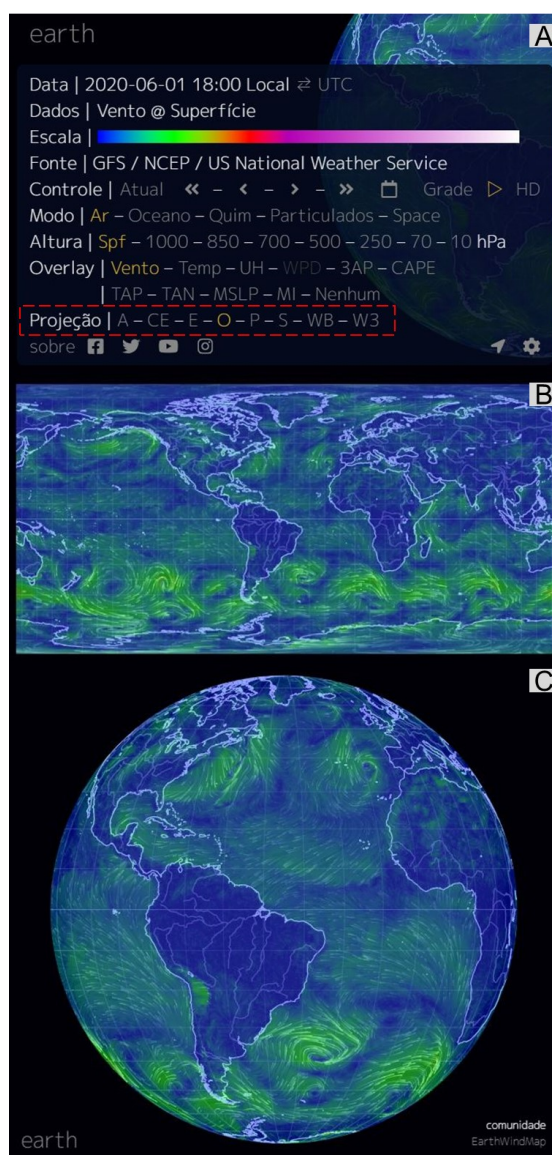 earth
A
Data | 2020-06-01 18:00 Local ⇄ UTC
Dados | Vento @ Superfície
Escala |
Fonte | GFS / NCEP / US National Weather Service
Controle | Atual « – ‹ – › – » Grade ▷ HD
Modo | Ar – Oceano – Quim – Particulados – Space
Altura | Spf – 1000 – 850 – 700 – 500 – 250 – 70 – 10 hPa
Overlay | Vento – Temp – UH – WPD – 3AP – CAPE
| TAP – TAN – MSLP – MI – Nenhum
Projeção | A – CE – E – O – P – S – WB – W3
sobre
B
C
comunidade
earth EarthWindMap